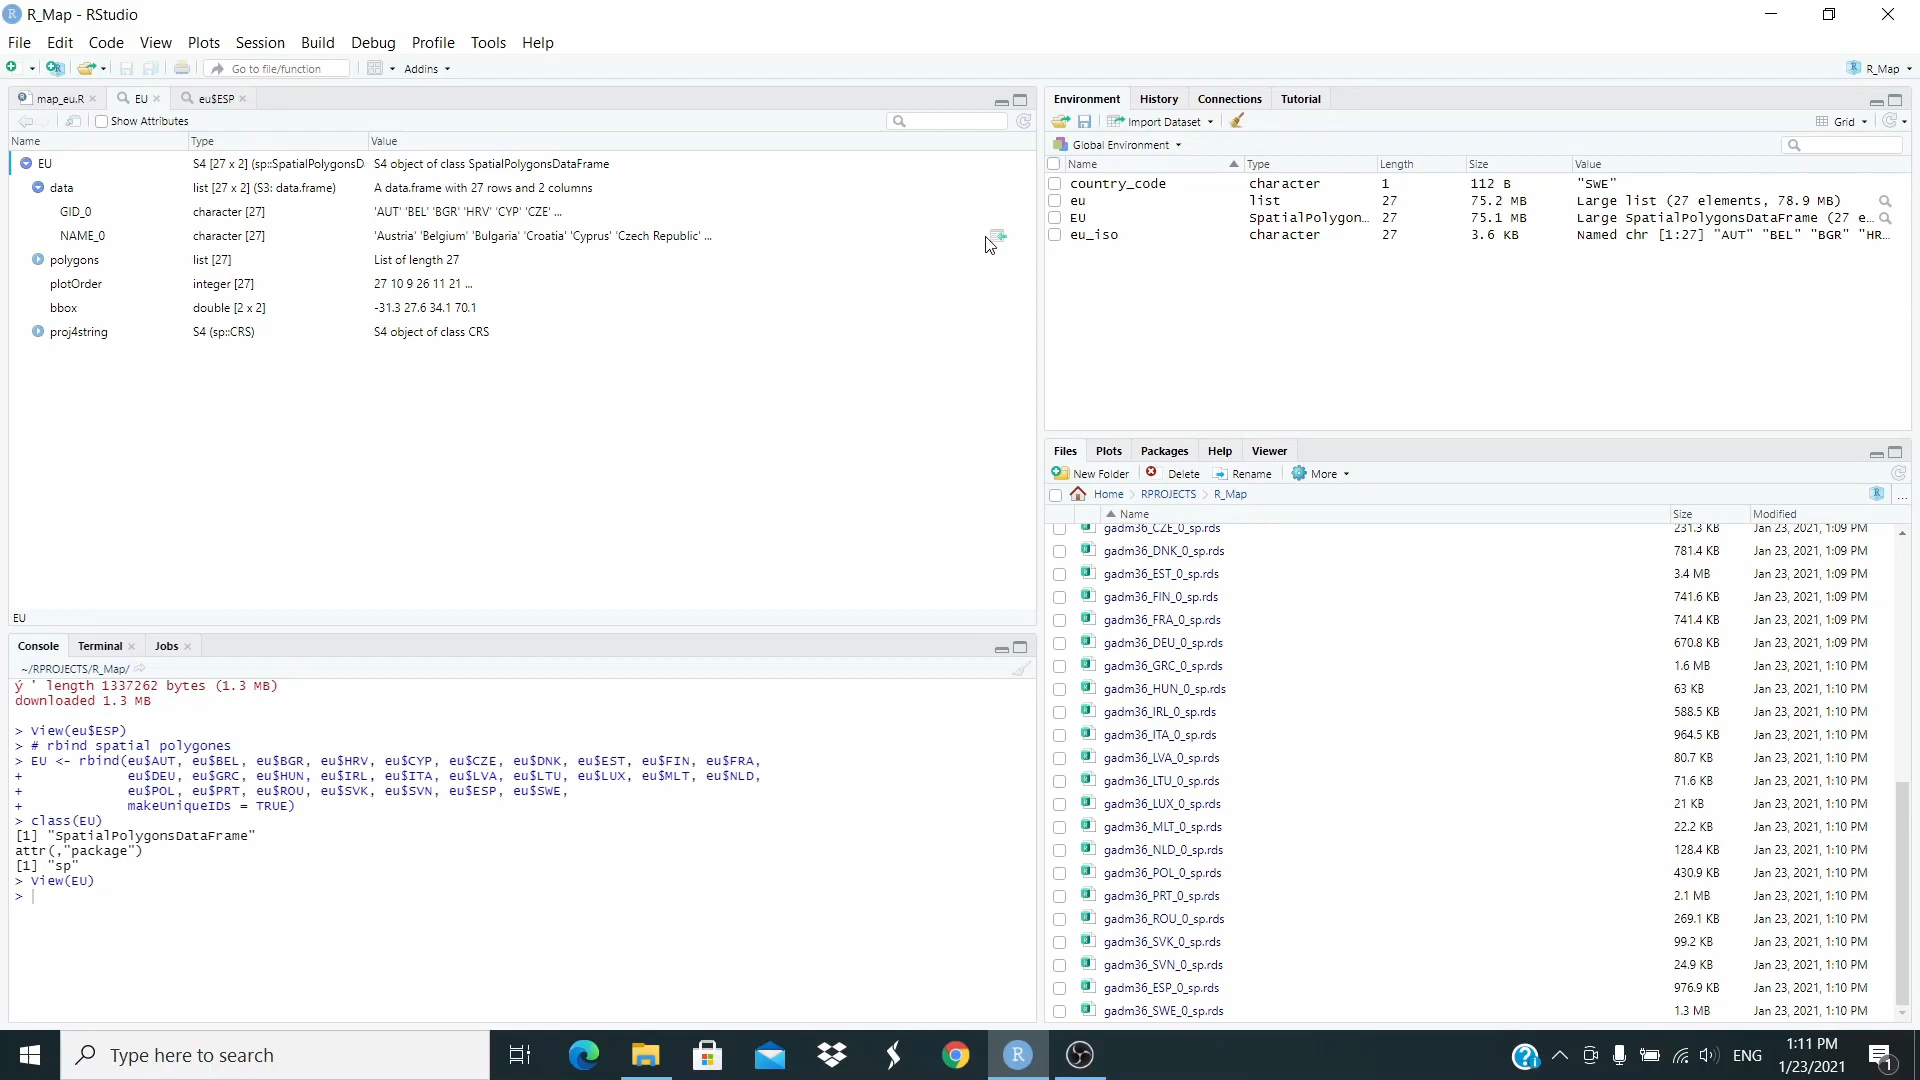 R_Map - RStudio
File Edit Code View Plots Session Build Debug Profile Tools Help
Go to file/function Addins R_Map
map_eu.R EU eu$ESP
Show Attributes
Name Type Value
EU S4 [27 x 2] (sp::SpatialPolygonsD S4 object of class SpatialPolygonsDataFrame
data list [27 x 2] (S3: data.frame) A data.frame with 27 rows and 2 columns
GID_0 character [27] 'AUT' 'BEL' 'BGR' 'HRV' 'CYP' 'CZE' ...
NAME_0 character [27] 'Austria' 'Belgium' 'Bulgaria' 'Croatia' 'Cyprus' 'Czech Republic' ...
polygons list [27] List of length 27
plotOrder integer [27] 27 10 9 26 11 21 ...
bbox double [2 x 2] -31.3 27.6 34.1 70.1
proj4string S4 (sp::CRS) S4 object of class CRS
EU
Console Terminal Jobs
~/RPROJECTS/R_Map/
ý ' length 1337262 bytes (1.3 MB)
downloaded 1.3 MB
> View(eu$ESP)
> # rbind spatial polygones
> EU <- rbind(eu$AUT, eu$BEL, eu$BGR, eu$HRV, eu$CYP, eu$CZE, eu$DNK, eu$EST, eu$FIN, eu$FRA,
+ eu$DEU, eu$GRC, eu$HUN, eu$IRL, eu$ITA, eu$LVA, eu$LTU, eu$LUX, eu$MLT, eu$NLD,
+ eu$POL, eu$PRT, eu$ROU, eu$SVK, eu$SVN, eu$ESP, eu$SWE,
+ makeUniqueIDs = TRUE)
> class(EU)
[1] "SpatialPolygonsDataFrame"
attr(,"package")
[1] "sp"
> View(EU)
>
Environment History Connections Tutorial
Import Dataset Grid
Global Environment
Name Type Length Size Value
country_code character 1 112 B "SWE"
eu list 27 75.2 MB Large list (27 elements, 78.9 MB)
EU SpatialPolygon... 27 75.1 MB Large SpatialPolygonsDataFrame (27 e...
eu_iso character 27 3.6 KB Named chr [1:27] "AUT" "BEL" "BGR" "HR...
Files Plots Packages Help Viewer
New Folder Delete Rename More
Home RPROJECTS R_Map ...
Name Size Modified
gadm36_CZE_0_sp.rds 231.3 KB Jan 23, 2021, 1:09 PM
gadm36_DNK_0_sp.rds 781.4 KB Jan 23, 2021, 1:09 PM
gadm36_EST_0_sp.rds 3.4 MB Jan 23, 2021, 1:09 PM
gadm36_FIN_0_sp.rds 741.6 KB Jan 23, 2021, 1:09 PM
gadm36_FRA_0_sp.rds 741.4 KB Jan 23, 2021, 1:09 PM
gadm36_DEU_0_sp.rds 670.8 KB Jan 23, 2021, 1:09 PM
gadm36_GRC_0_sp.rds 1.6 MB Jan 23, 2021, 1:10 PM
gadm36_HUN_0_sp.rds 63 KB Jan 23, 2021, 1:10 PM
gadm36_IRL_0_sp.rds 588.5 KB Jan 23, 2021, 1:10 PM
gadm36_ITA_0_sp.rds 964.5 KB Jan 23, 2021, 1:10 PM
gadm36_LVA_0_sp.rds 80.7 KB Jan 23, 2021, 1:10 PM
gadm36_LTU_0_sp.rds 71.6 KB Jan 23, 2021, 1:10 PM
gadm36_LUX_0_sp.rds 21 KB Jan 23, 2021, 1:10 PM
gadm36_MLT_0_sp.rds 22.2 KB Jan 23, 2021, 1:10 PM
gadm36_NLD_0_sp.rds 128.4 KB Jan 23, 2021, 1:10 PM
gadm36_POL_0_sp.rds 430.9 KB Jan 23, 2021, 1:10 PM
gadm36_PRT_0_sp.rds 2.1 MB Jan 23, 2021, 1:10 PM
gadm36_ROU_0_sp.rds 269.1 KB Jan 23, 2021, 1:10 PM
gadm36_SVK_0_sp.rds 99.2 KB Jan 23, 2021, 1:10 PM
gadm36_SVN_0_sp.rds 24.9 KB Jan 23, 2021, 1:10 PM
gadm36_ESP_0_sp.rds 976.9 KB Jan 23, 2021, 1:10 PM
gadm36_SWE_0_sp.rds 1.3 MB Jan 23, 2021, 1:10 PM
Type here to search ENG 1:11 PM
1/23/2021 1